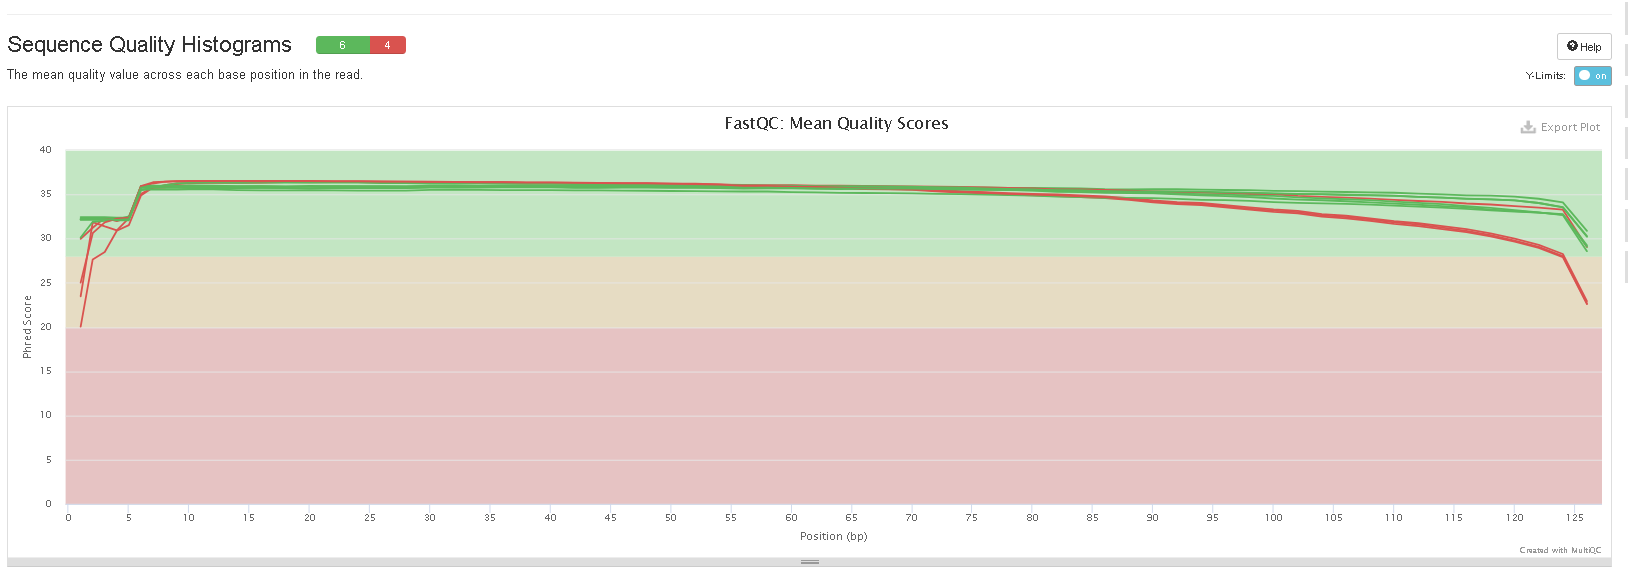 Sequence Quality Histograms 6 4
Help
The mean quality value across each base position in the read.
Y-Limits: on
FastQC: Mean Quality Scores
Export Plot
40
35
30
25
20
15
10
5
0
Phred Score
0 5 10 15 20 25 30 35 40 45 50 55 60 65 70 75 80 85 90 95 100 105 110 115 120 125
Position (bp)
Created with MultiQC